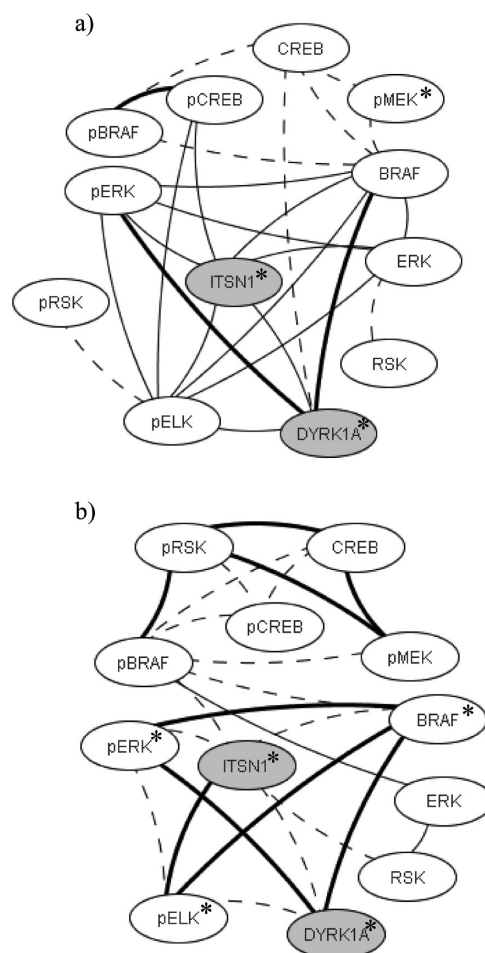 a)
CREB
pCREB
pMEK*
pBRAF
BRAF
pERK
ERK
ITSN1*
pRSK
RSK
pELK
DYRK1A*
b)
pRSK
CREB
pCREB
pBRAF
pMEK
BRAF*
pERK*
ITSN1*
ERK
RSK
pELK*
DYRK1A*